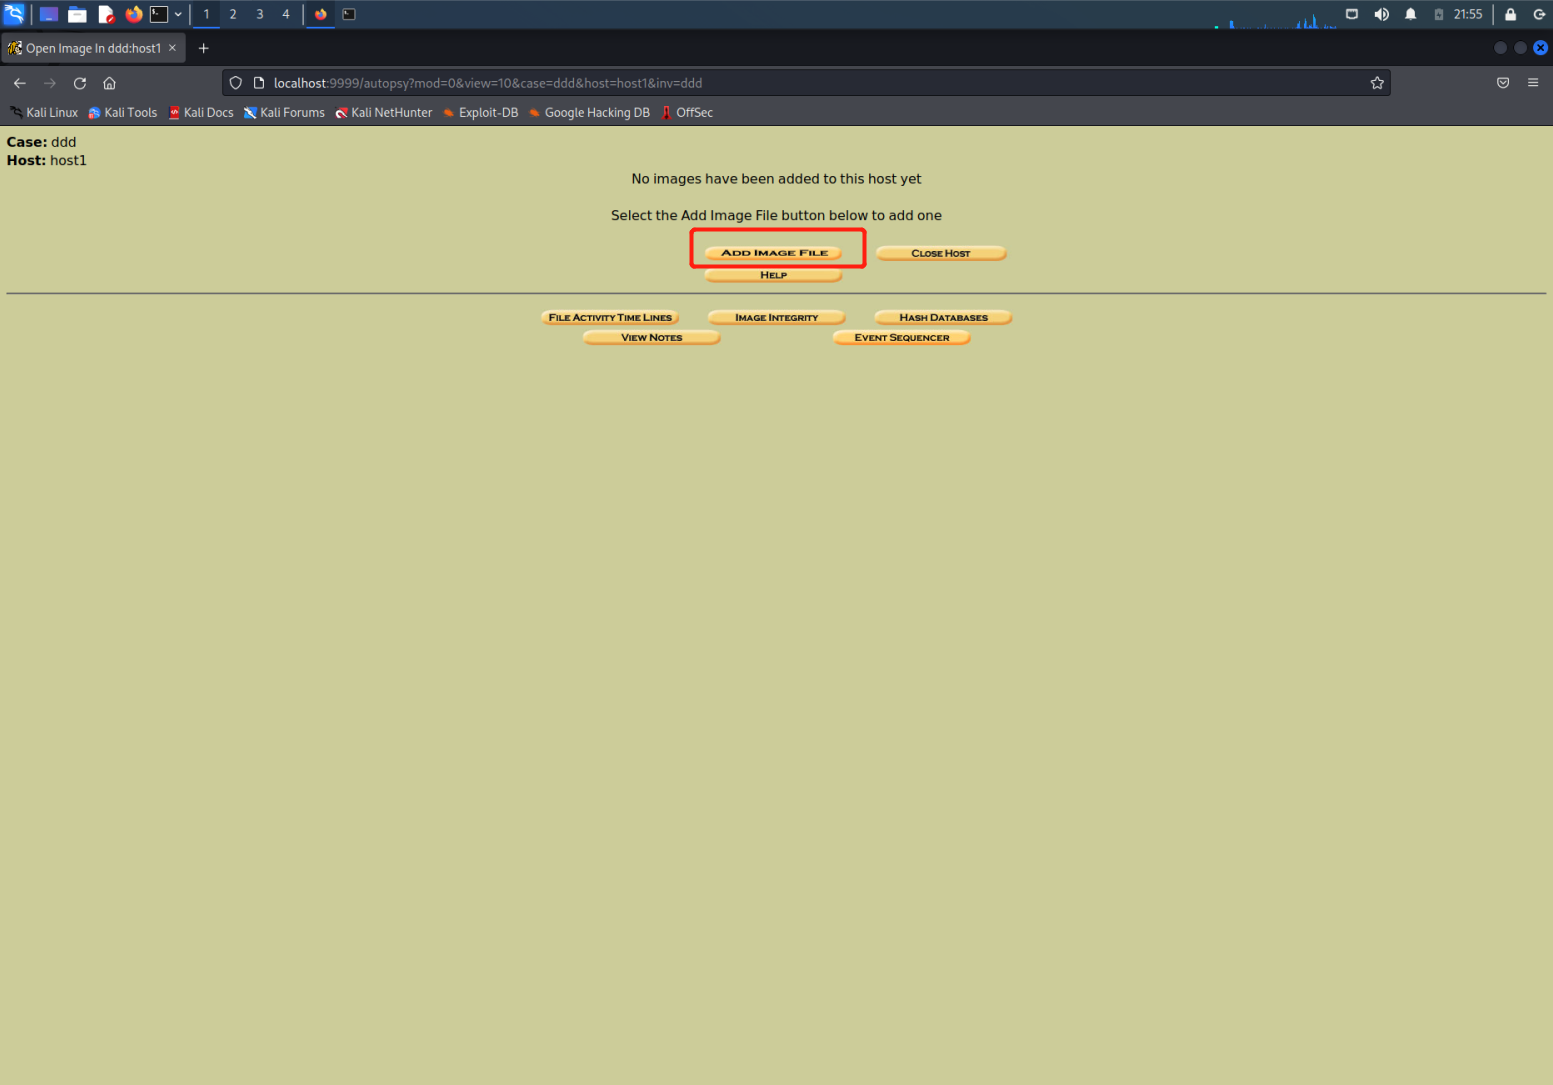 1 2 3 4 21:55
Open Image In ddd:host1
localhost:9999/autopsy?mod=0&view=10&case=ddd&host=host1&inv=ddd
Kali Linux Kali Tools Kali Docs Kali Forums Kali NetHunter Exploit-DB Google Hacking DB OffSec
Case: ddd
Host: host1
No images have been added to this host yet
Select the Add Image File button below to add one
ADD IMAGE FILE CLOSE HOST
HELP
FILE ACTIVITY TIME LINES IMAGE INTEGRITY HASH DATABASES
VIEW NOTES EVENT SEQUENCER